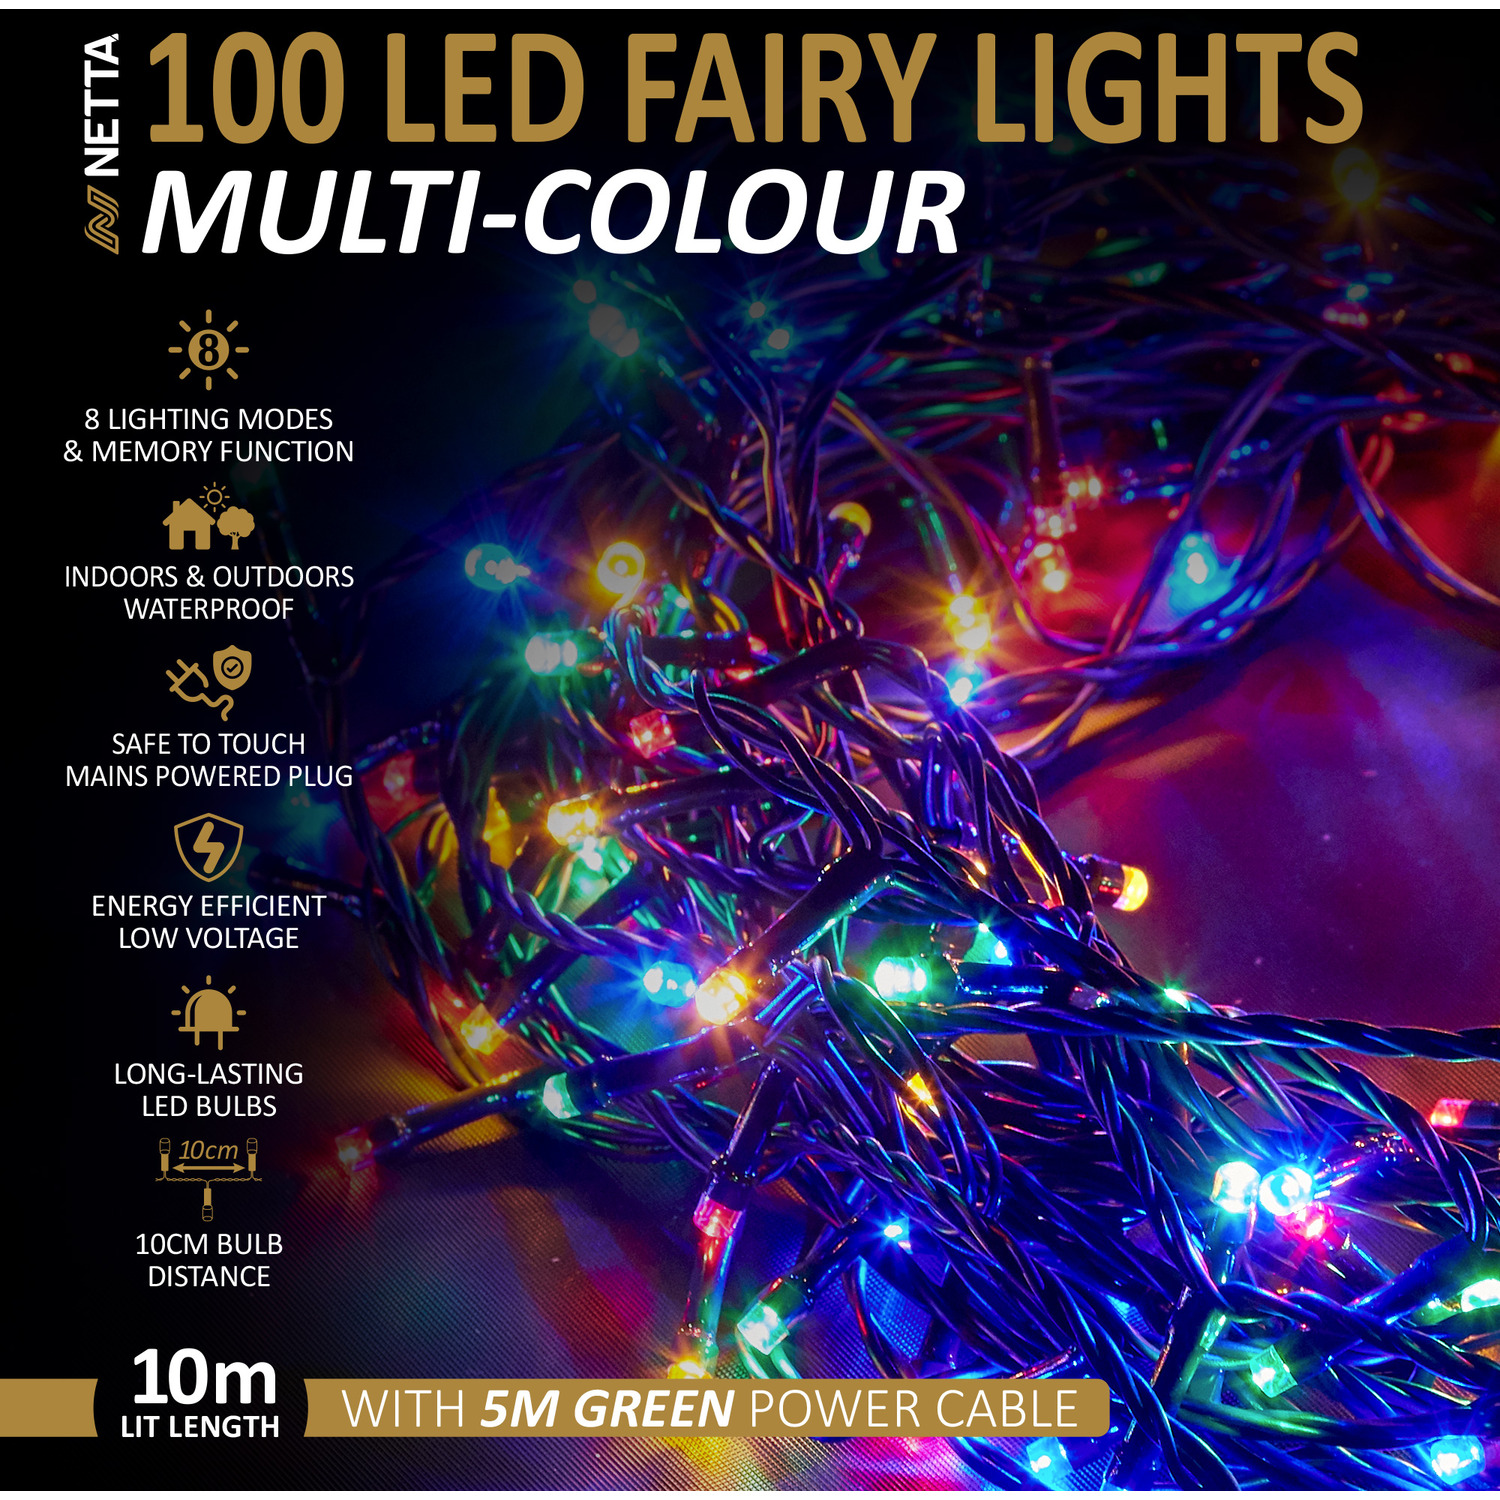 NETTA
100 LED FAIRY LIGHTS
MULTI-COLOUR
8
8 LIGHTING MODES
& MEMORY FUNCTION
INDOORS & OUTDOORS
WATERPROOF
SAFE TO TOUCH
MAINS POWERED PLUG
ENERGY EFFICIENT
LOW VOLTAGE
LONG-LASTING
LED BULBS
10cm
10CM BULB
DISTANCE
10m
LIT LENGTH
WITH 5M GREEN POWER CABLE